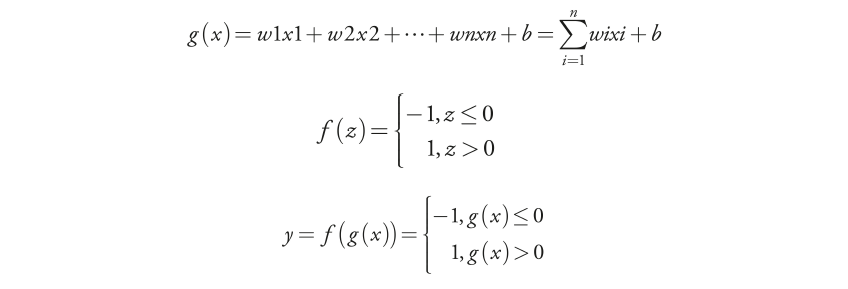 g(x) = w1x1 + w2x2 + ⋯ + wnxn + b = ∑_{i=1}^{n} wixi + b
f(z) = { −1, z ≤ 0
1, z > 0
y = f(g(x)) = { −1, g(x) ≤ 0
1, g(x) > 0